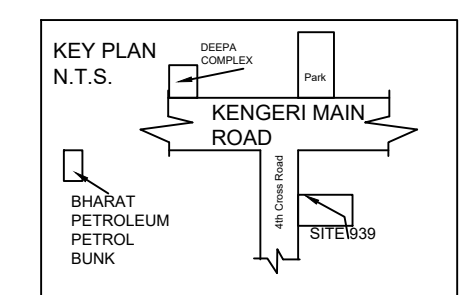 KEY PLAN
N.T.S.
DEEPA
COMPLEX
Park
KENGERI MAIN
ROAD
4th Cross Road
BHARAT
PETROLEUM
PETROL
BUNK
SITE 939